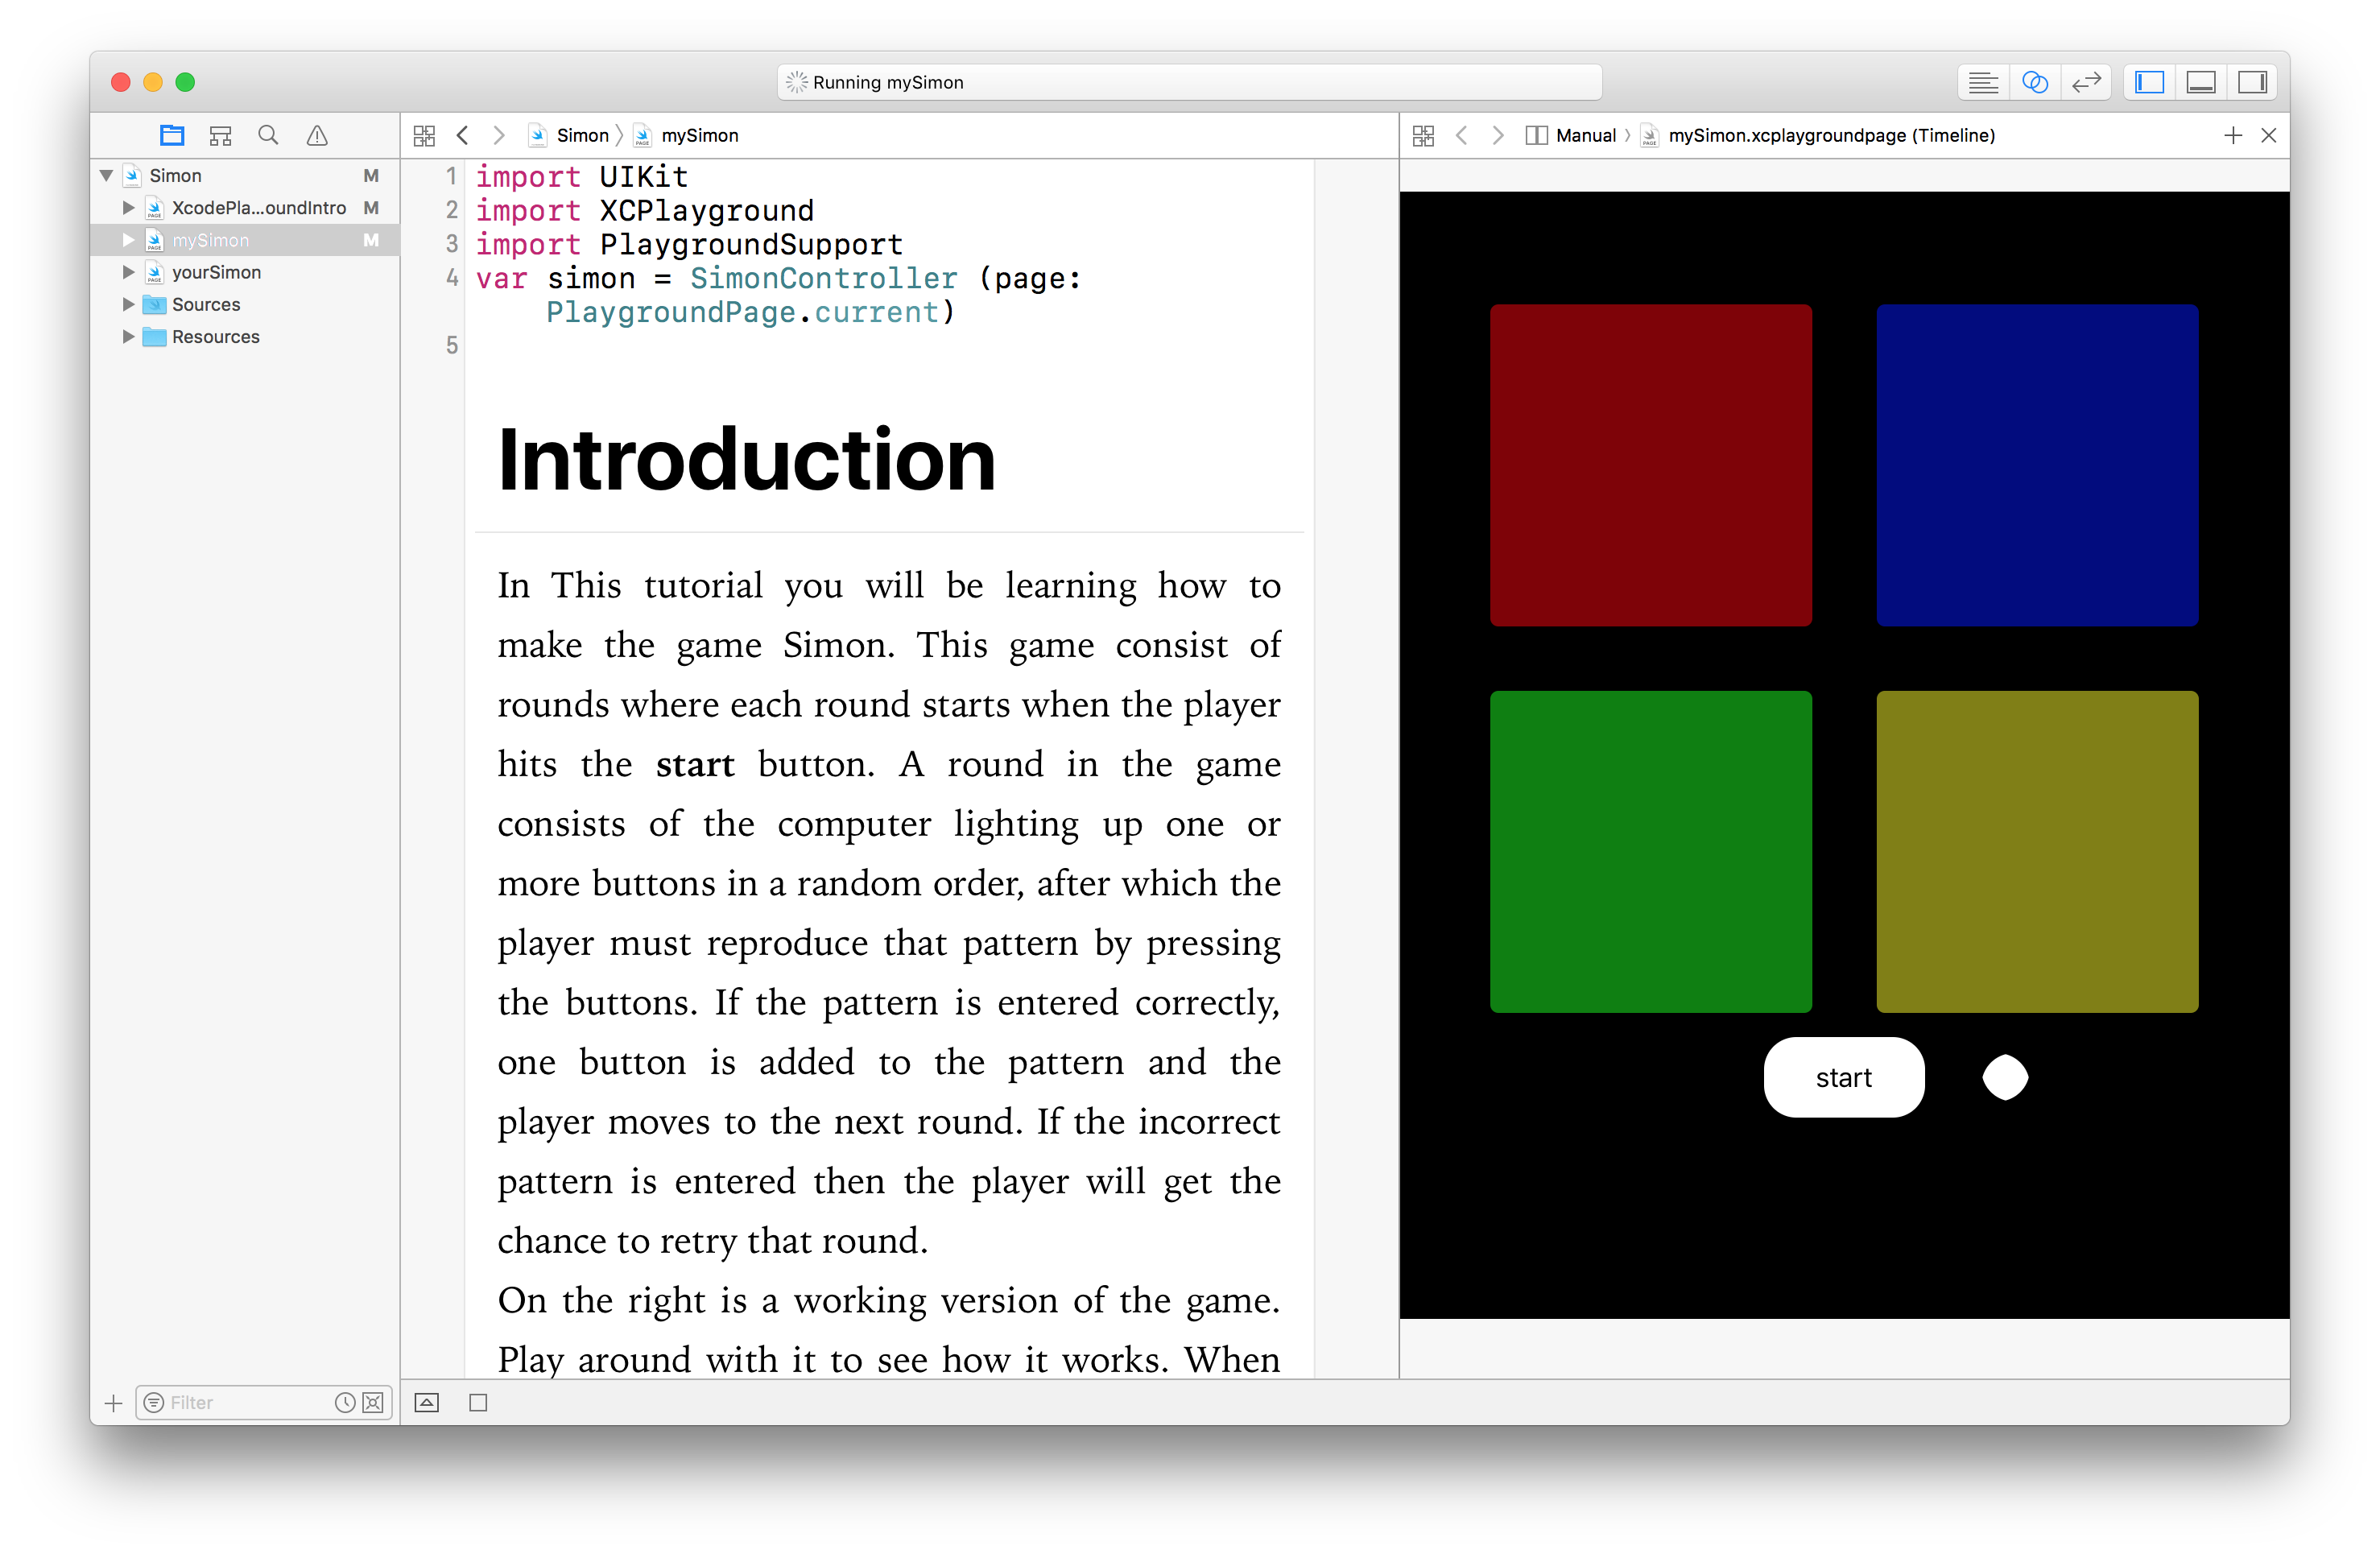 Running mySimon
Simon
mySimon
Manual
mySimon.xcplaygroundpage (Timeline)
Simon M
XcodePla...oundIntro M
mySimon M
yourSimon
Sources
Resources
1 import UIKit
2 import XCPlayground
3 import PlaygroundSupport
4 var simon = SimonController (page:
PlaygroundPage.current)
5
Introduction
In This tutorial you will be learning how to
make the game Simon. This game consist of
rounds where each round starts when the player
hits the start button. A round in the game
consists of the computer lighting up one or
more buttons in a random order, after which the
player must reproduce that pattern by pressing
the buttons. If the pattern is entered correctly,
one button is added to the pattern and the
player moves to the next round. If the incorrect
pattern is entered then the player will get the
chance to retry that round.
On the right is a working version of the game.
Play around with it to see how it works. When
start
Filter